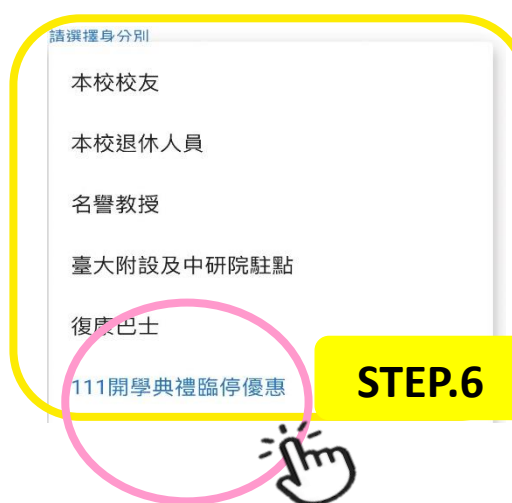 請選擇身分別
本校校友
本校退休人員
名譽教授
臺大附設及中研院駐點
復康巴士
111開學典禮臨停優惠
STEP.6